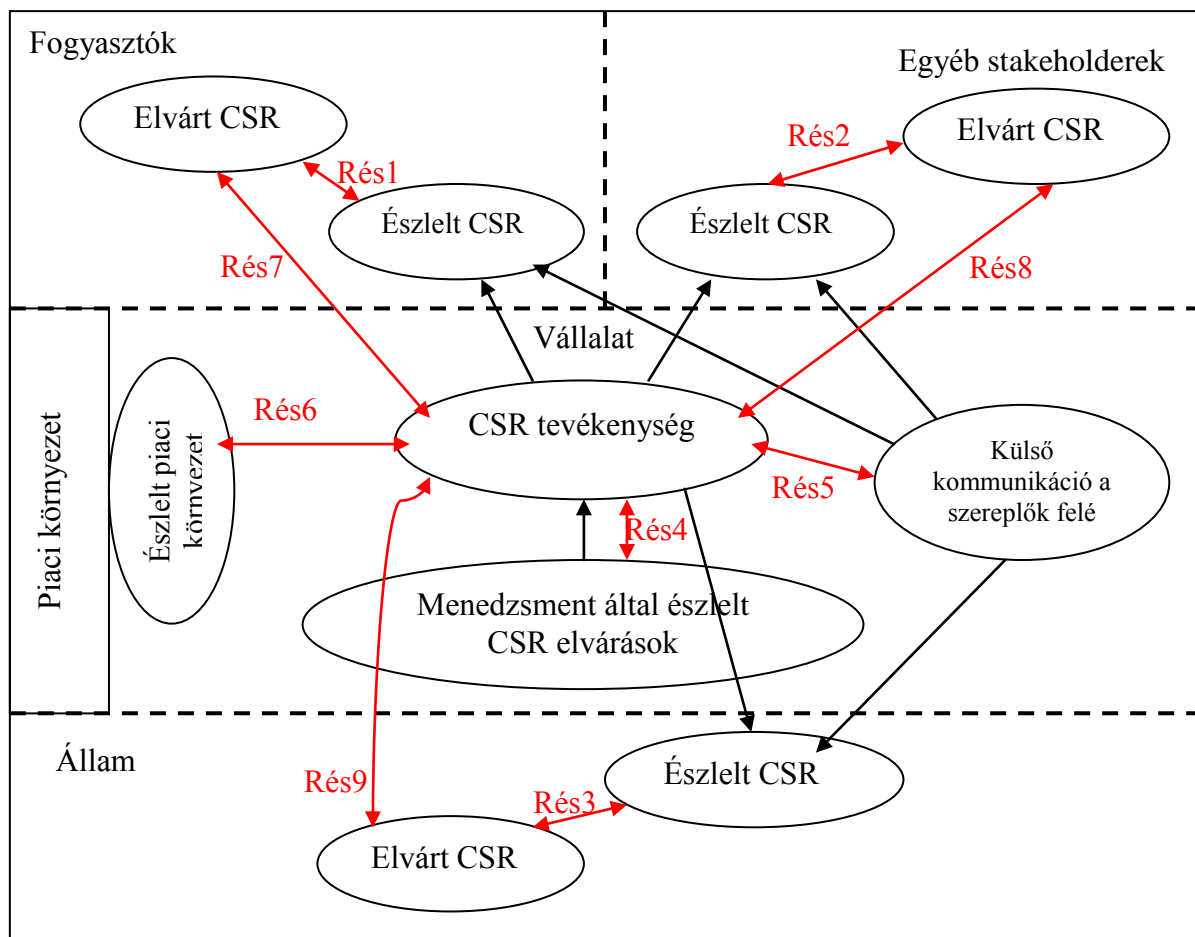 Fogyasztók
Egyéb stakeholderek
Elvárt CSR
Elvárt CSR
Rés1
Rés2
Észlelt CSR
Észlelt CSR
Rés7
Rés8
Vállalat
Piaci környezet
Észlelt piaci
körnvezet
Rés6
CSR tevékenység
Rés5
Külső
kommunikáció a
szereplők felé
Rés4
Menedzsment által észlelt
CSR elvárások
Állam
Észlelt CSR
Rés9
Rés3
Elvárt CSR